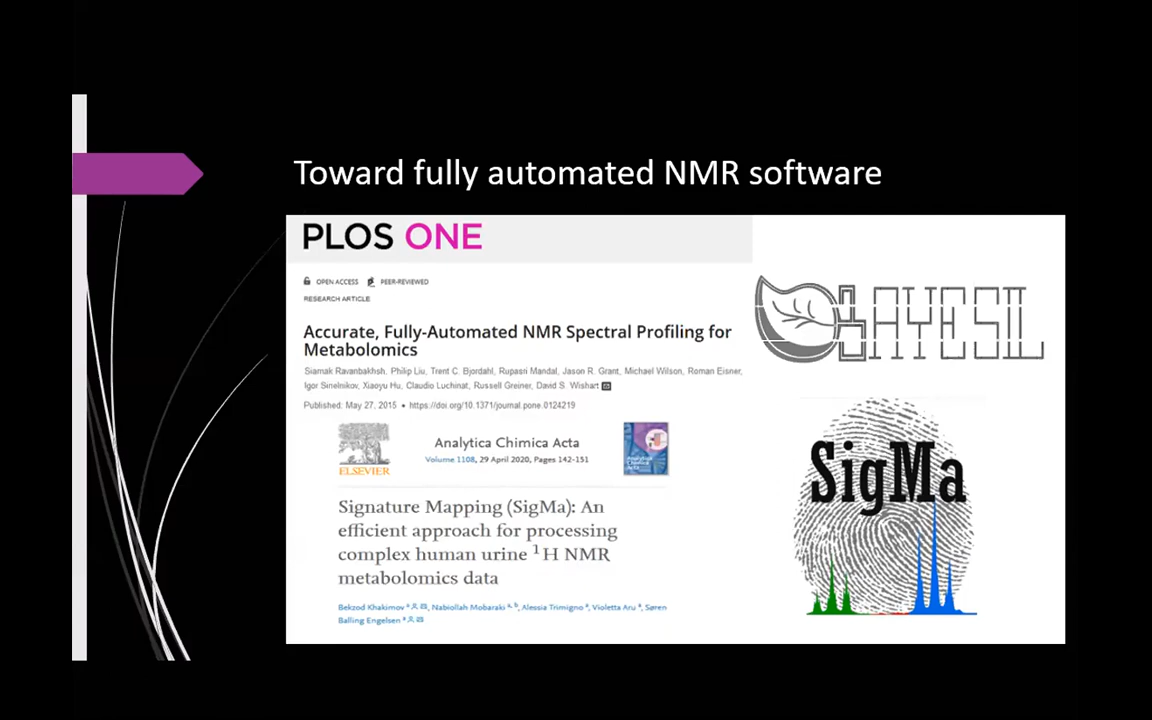 Toward fully automated NMR software
PLOS ONE
OPEN ACCESS PEER-REVIEWED
RESEARCH ARTICLE
Accurate, Fully-Automated NMR Spectral Profiling for
Metabolomics
Siamak Ravanbakhsh, Philip Liu, Trent C. Bjordahl, Rupasri Mandal, Jason R. Grant, Michael Wilson, Roman Eisner,
Igor Sinelnikov, Xiaoyu Hu, Claudio Luchinat, Russell Greiner, David S. Wishart
Published: May 27, 2015 • https://doi.org/10.1371/journal.pone.0124219
BAYESIL
ELSEVIER
Analytica Chimica Acta
Volume 1108, 29 April 2020, Pages 142-151
Signature Mapping (SigMa): An
efficient approach for processing
complex human urine ¹H NMR
metabolomics data
Bekzod Khakimov a, Nabiollah Mobaraki a, b, Alessia Trimigno a, Violetta Aru a, Søren
Balling Engelsen a
SigMa